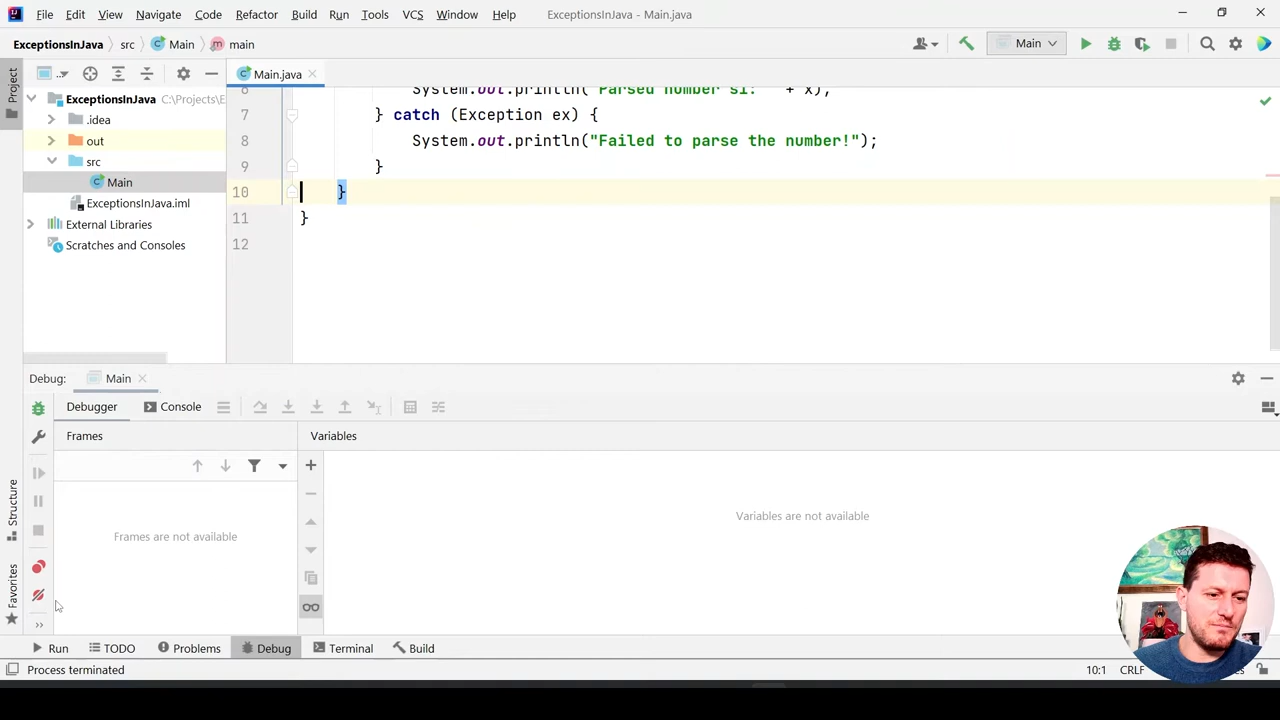 File Edit View Navigate Code Refactor Build Run Tools VCS Window Help ExceptionsInJava - Main.java
ExceptionsInJava src Main main Main
Project
Main.java
ExceptionsInJava C:\Projects\E
.idea
out
src
Main
ExceptionsInJava.iml
External Libraries
Scratches and Consoles
6 System.out.println("Parsed number s1: " + x);
7 } catch (Exception ex) {
8 System.out.println("Failed to parse the number!");
9 }
10 }
11 }
12
Debug: Main
Debugger Console
Frames Variables
Frames are not available
Variables are not available
Structure
Favorites
Run TODO Problems Debug Terminal Build
Process terminated 10:1 CRLF